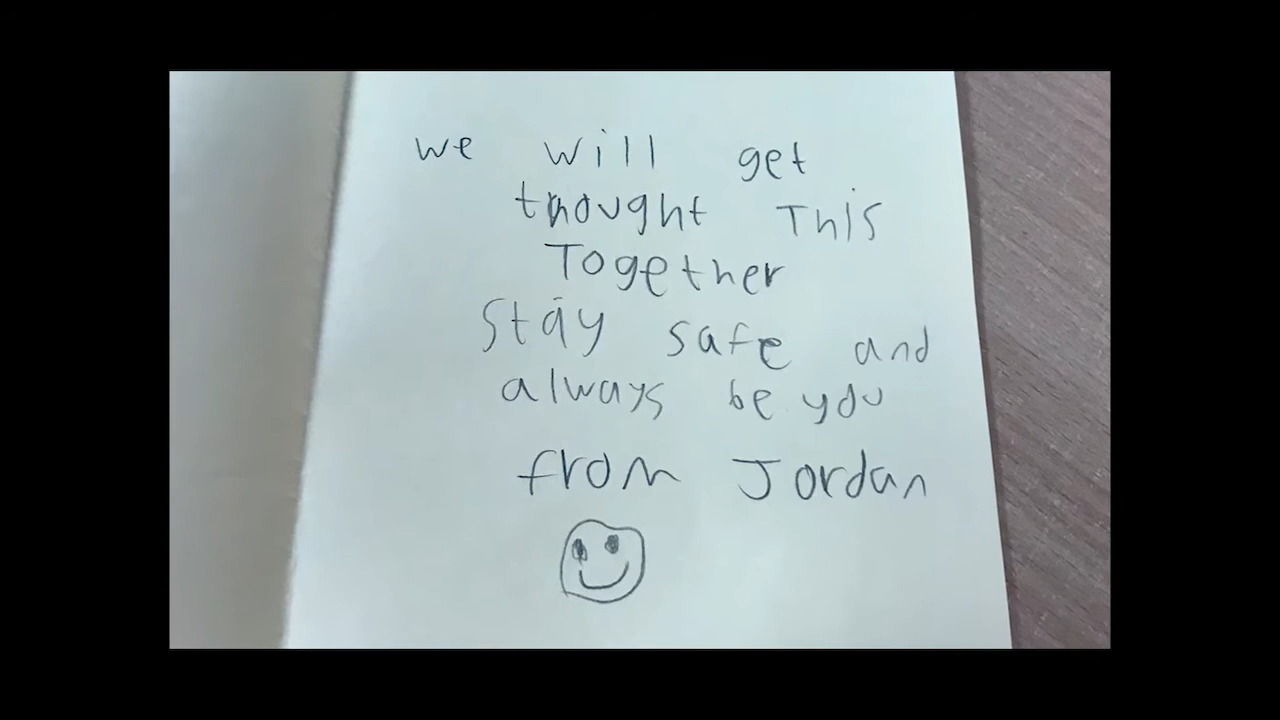 we will get
thought This
Together
Stay safe and
always be you
from Jordan